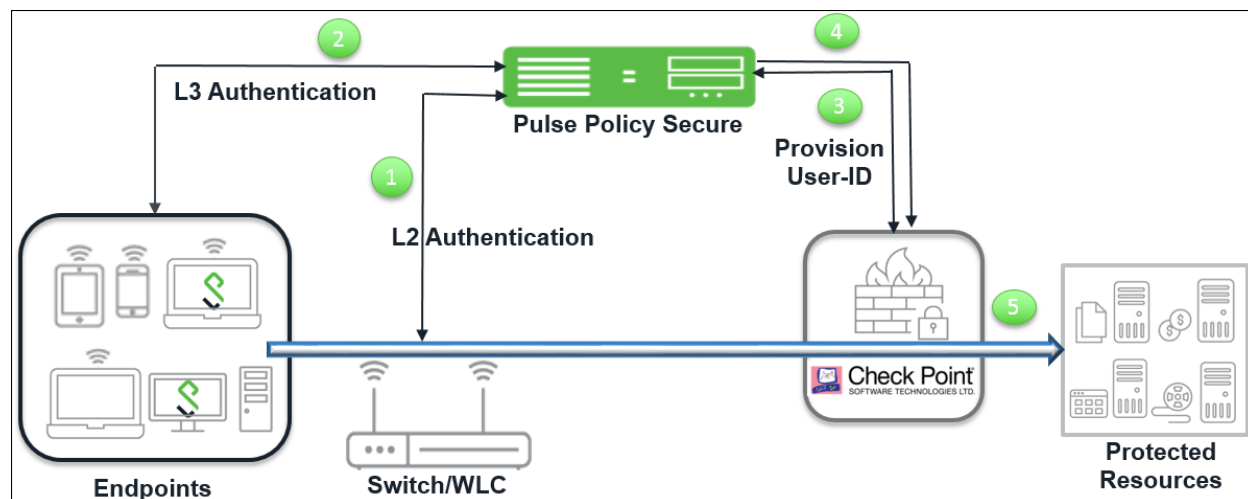 2
4
L3 Authentication
=
Pulse Policy Secure
3
Provision
User-ID
1
L2 Authentication
5
$
$
Check Point
SOFTWARE TECHNOLOGIES LTD.
Endpoints
Switch/WLC
Protected
Resources